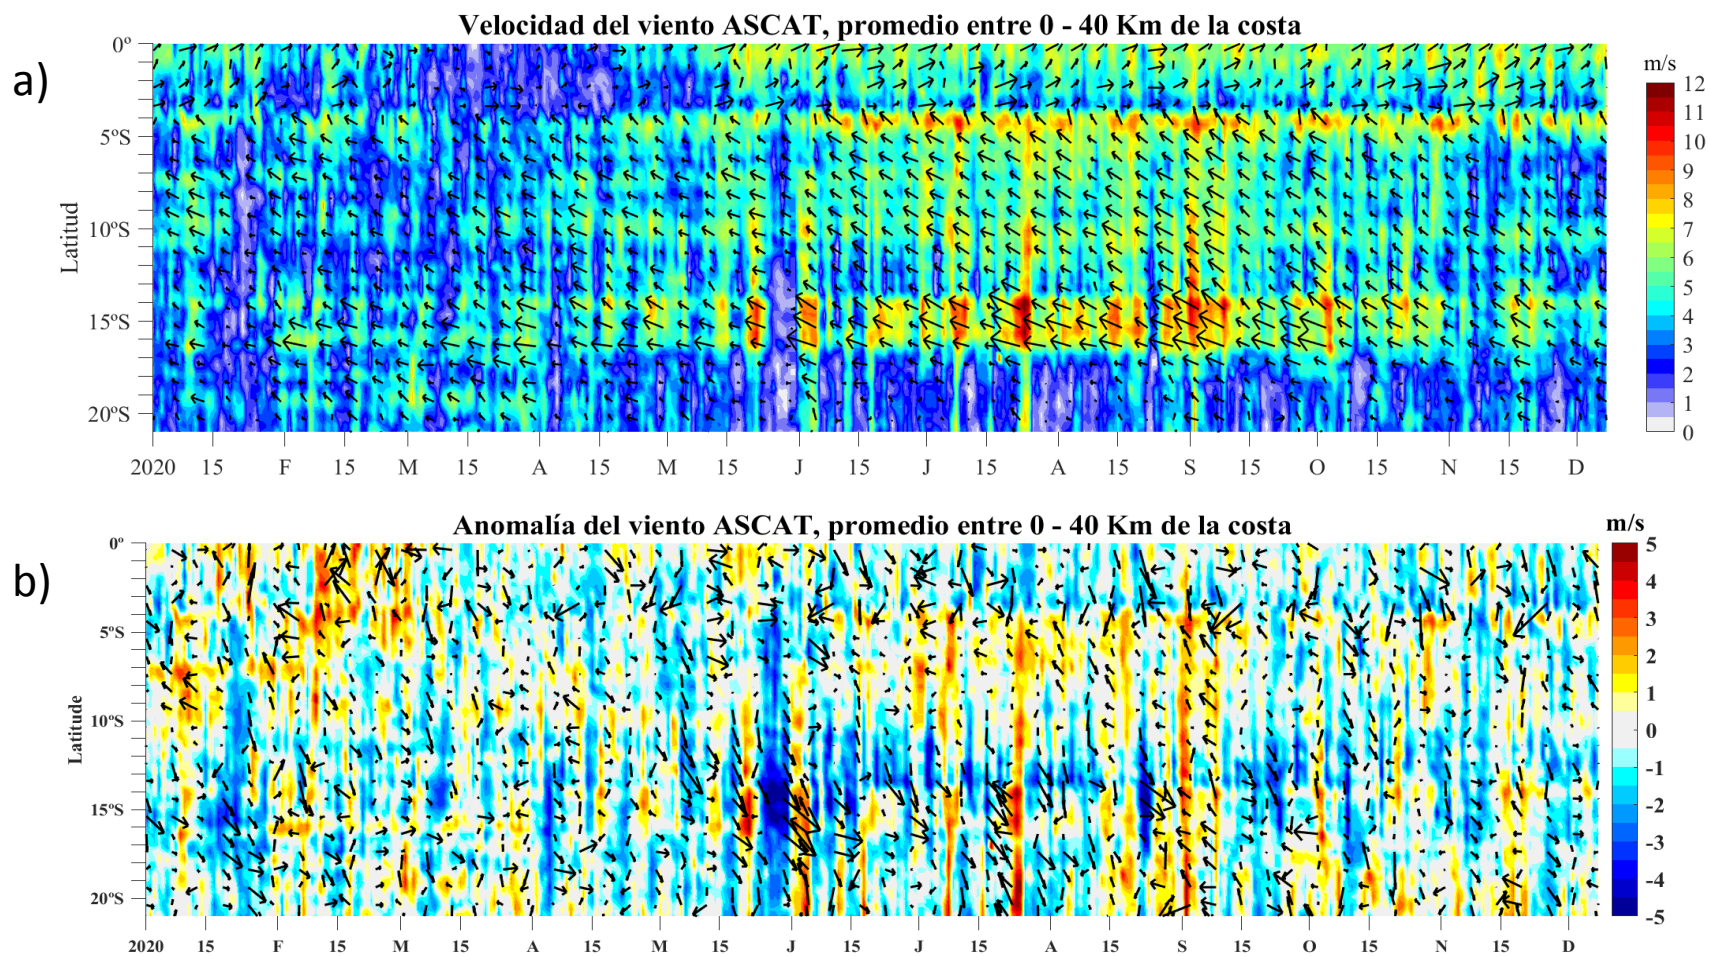 Velocidad del viento ASCAT, promedio entre 0 - 40 Km de la costa
a)
m/s
0º
5ºS
10ºS
15ºS
20ºS
Latitud
12
11
10
9
8
7
6
5
4
3
2
1
0
2020 15 F 15 M 15 A 15 M 15 J 15 J 15 A 15 S 15 O 15 N 15 D
Anomalía del viento ASCAT, promedio entre 0 - 40 Km de la costa
b)
m/s
0º
5ºS
10ºS
15ºS
20ºS
Latitude
5
4
3
2
1
0
-1
-2
-3
-4
-5
2020 15 F 15 M 15 A 15 M 15 J 15 J 15 A 15 S 15 O 15 N 15 D